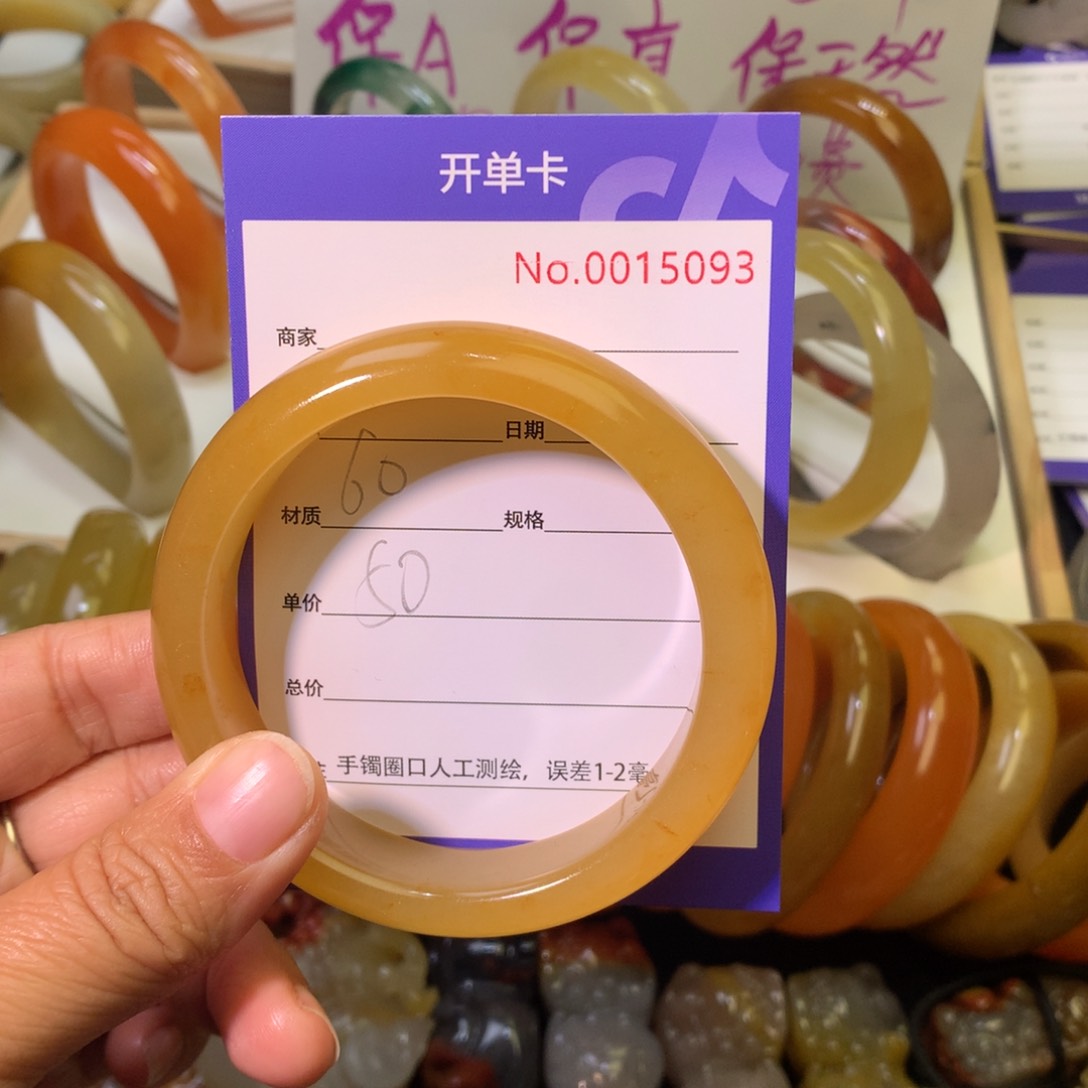 保A 保真 保天然
开单卡
No.0015093
商家
日期
60
材质 规格
50
单价
总价
手镯圈口人工测绘，误差1-2毫